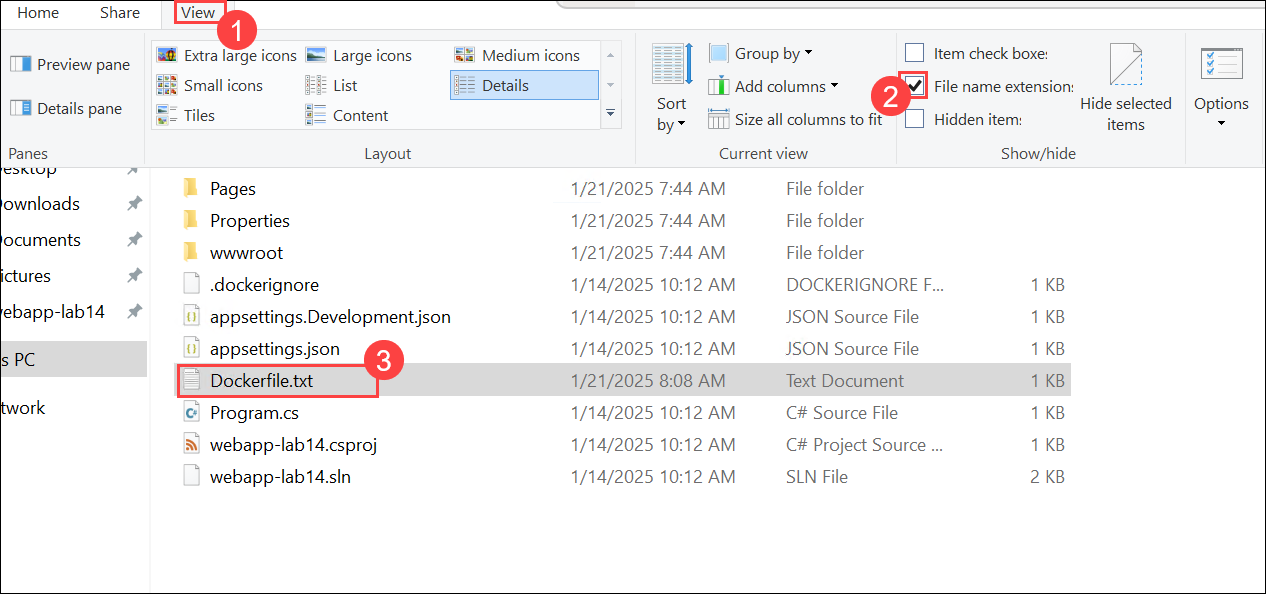 Home Share View
1
Preview pane
Details pane
Panes
Extra large icons Large icons Medium icons
Small icons List Details
Tiles Content
Layout
Sort by
Group by
Add columns
Size all columns to fit
Current view
Item check boxes
2
File name extensions
Hidden items
Hide selected items
Show/hide
Options
esktop
ownloads
ocuments
ictures
ebapp-lab14
s PC
twork
Pages 1/21/2025 7:44 AM File folder
Properties 1/21/2025 7:44 AM File folder
wwwroot 1/21/2025 7:44 AM File folder
.dockerignore 1/14/2025 10:12 AM DOCKERIGNORE F... 1 KB
appsettings.Development.json 1/14/2025 10:12 AM JSON Source File 1 KB
appsettings.json 1/14/2025 10:12 AM JSON Source File 1 KB
3
Dockerfile.txt 1/21/2025 8:08 AM Text Document 1 KB
Program.cs 1/14/2025 10:12 AM C# Source File 1 KB
webapp-lab14.csproj 1/14/2025 10:12 AM C# Project Source ... 1 KB
webapp-lab14.sln 1/14/2025 10:12 AM SLN File 2 KB